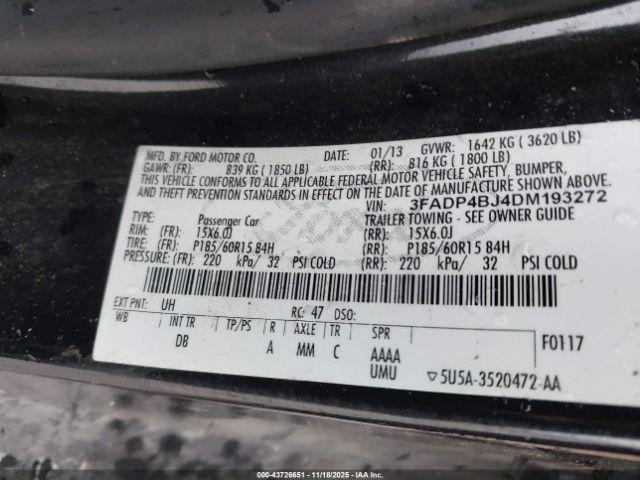 MFD. BY FORD MOTOR CO.
DATE: 01/13 GVWR: 1642 KG ( 3620 LB)
GAWR: (FR): 839 KG ( 1850 LB) (RR): 816 KG ( 1800 LB)
THIS VEHICLE CONFORMS TO ALL APPLICABLE FEDERAL MOTOR VEHICLE SAFETY, BUMPER,
AND THEFT PREVENTION STANDARDS IN EFFECT ON THE DATE OF MANUFACTURE SHOWN ABOVE.
VIN: 3FADP4BJ4DM193272
TYPE: Passenger Car TRAILER TOWING - SEE OWNER GUIDE
RIM: (FR): 15X6.0J (RR): 15X6.0J
TIRE: (FR): P185/60R15 84H (RR): P185/60R15 84H
PRESSURE: (FR): 220 kPa/ 32 PSI COLD (RR): 220 kPa/ 32 PSI COLD
EXT PNT: UH RC: 47 DSO:
WB INT TR TP/PS R AXLE TR SPR F0117
DB A MM C AAAA
UMU ▽5U5A-3520472-AA
000-43726651 | 11/18/2025 - IAAI.COM